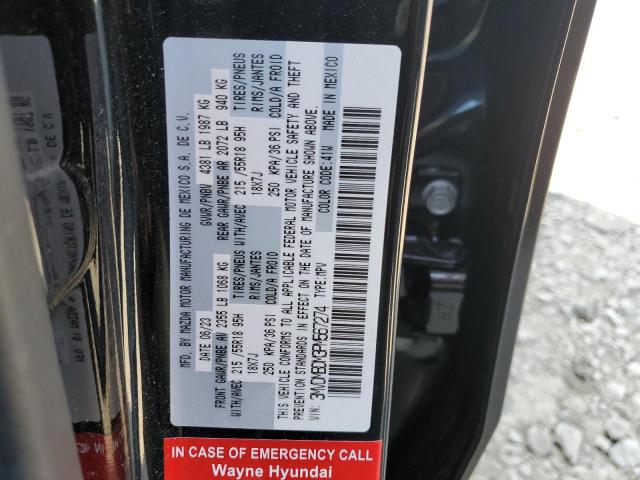 MFD. BY MAZDA MOTOR MANUFACTURING DE MEXICO S.A. DE C.V.
DATE 06/23 GVWR/PNBV 4381 LB 1987 KG
FRONT GAWR/PNBE AV 2355 LB 1068 KG REAR GAWR/PNBE AR 2072 LB 940 KG
WITH/AVEC 215 /55R18 95H TIRES/PNEUS WITH/AVEC 215 /55R18 95H TIRES/PNEUS
18X7J RIMS/JANTES 18X7J RIMS/JANTES
250 KPA/36 PSI COLD/A FROID 250 KPA/36 PSI COLD/A FROID
THIS VEHICLE CONFORMS TO ALL APPLICABLE FEDERAL MOTOR VEHICLE SAFETY AND THEFT
PREVENTION STANDARDS IN EFFECT ON THE DATE OF MANUFACTURE SHOWN ABOVE.
VIN: 3MVDMBDX3PM567274 TYPE:MPV COLOR CODE:41W MADE IN MEXICO
IN CASE OF EMERGENCY CALL
Wayne Hyundai